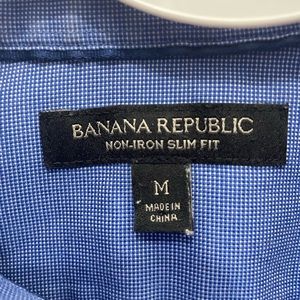 BANANA REPUBLIC
NON-IRON SLIM FIT
M
MADE IN
CHINA